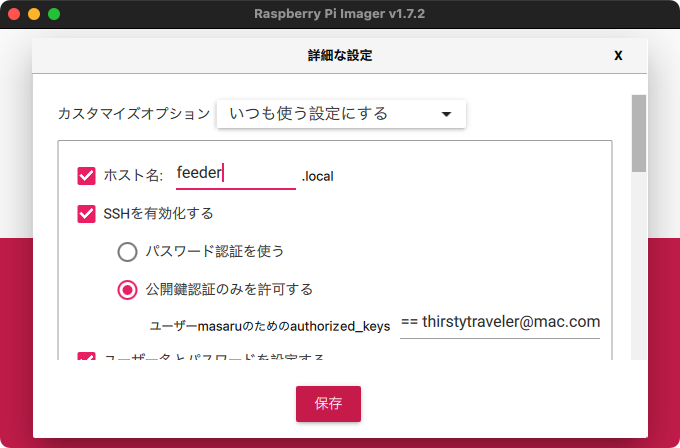 Raspberry Pi Imager v1.7.2
詳細な設定
X
カスタマイズオプション いつも使う設定にする
ホスト名: feeder .local
SSHを有効化する
パスワード認証を使う
公開鍵認証のみを許可する
ユーザーmasaruのためのauthorized_keys == thirstytraveler@mac.com
ユーザー名とパスワードを設定する
保存